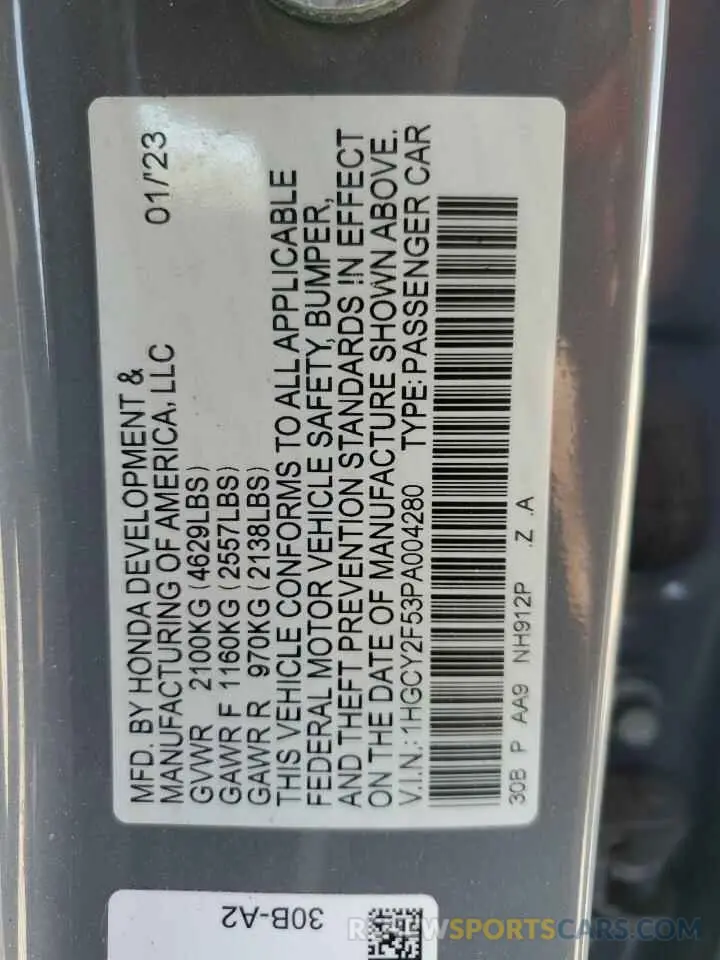 MFD. BY HONDA DEVELOPMENT &
MANUFACTURING OF AMERICA, LLC 01/'23
GVWR 2100KG (4629LBS)
GAWR F 1160KG (2557LBS)
GAWR R 970KG (2138LBS)
THIS VEHICLE CONFORMS TO ALL APPLICABLE
FEDERAL MOTOR VEHICLE SAFETY, BUMPER,
AND THEFT PREVENTION STANDARDS IN EFFECT
ON THE DATE OF MANUFACTURE SHOWN ABOVE.
V.I.N.: 1HGCY2F53PA004280 TYPE: PASSENGER CAR
30B P AA9 NH912P .Z .A
30B-A2
REVIEWSPORTSCARS.COM